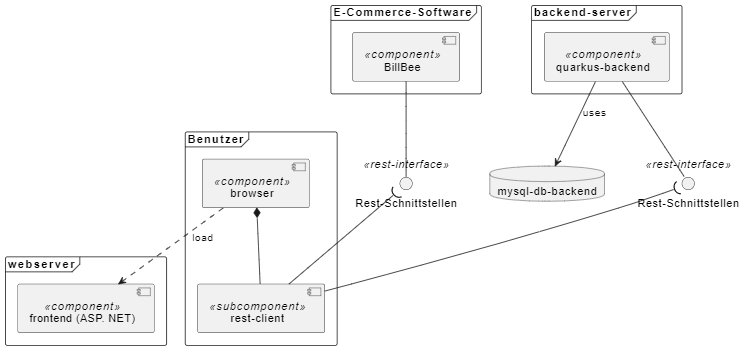 E-Commerce-Software
«component»
BillBee
backend-server
«component»
quarkus-backend
uses
Benutzer
«component»
browser
«rest-interface»
Rest-Schnittstellen
mysql-db-backend
«rest-interface»
Rest-Schnittstellen
load
webserver
«component»
frontend (ASP. NET)
«subcomponent»
rest-client